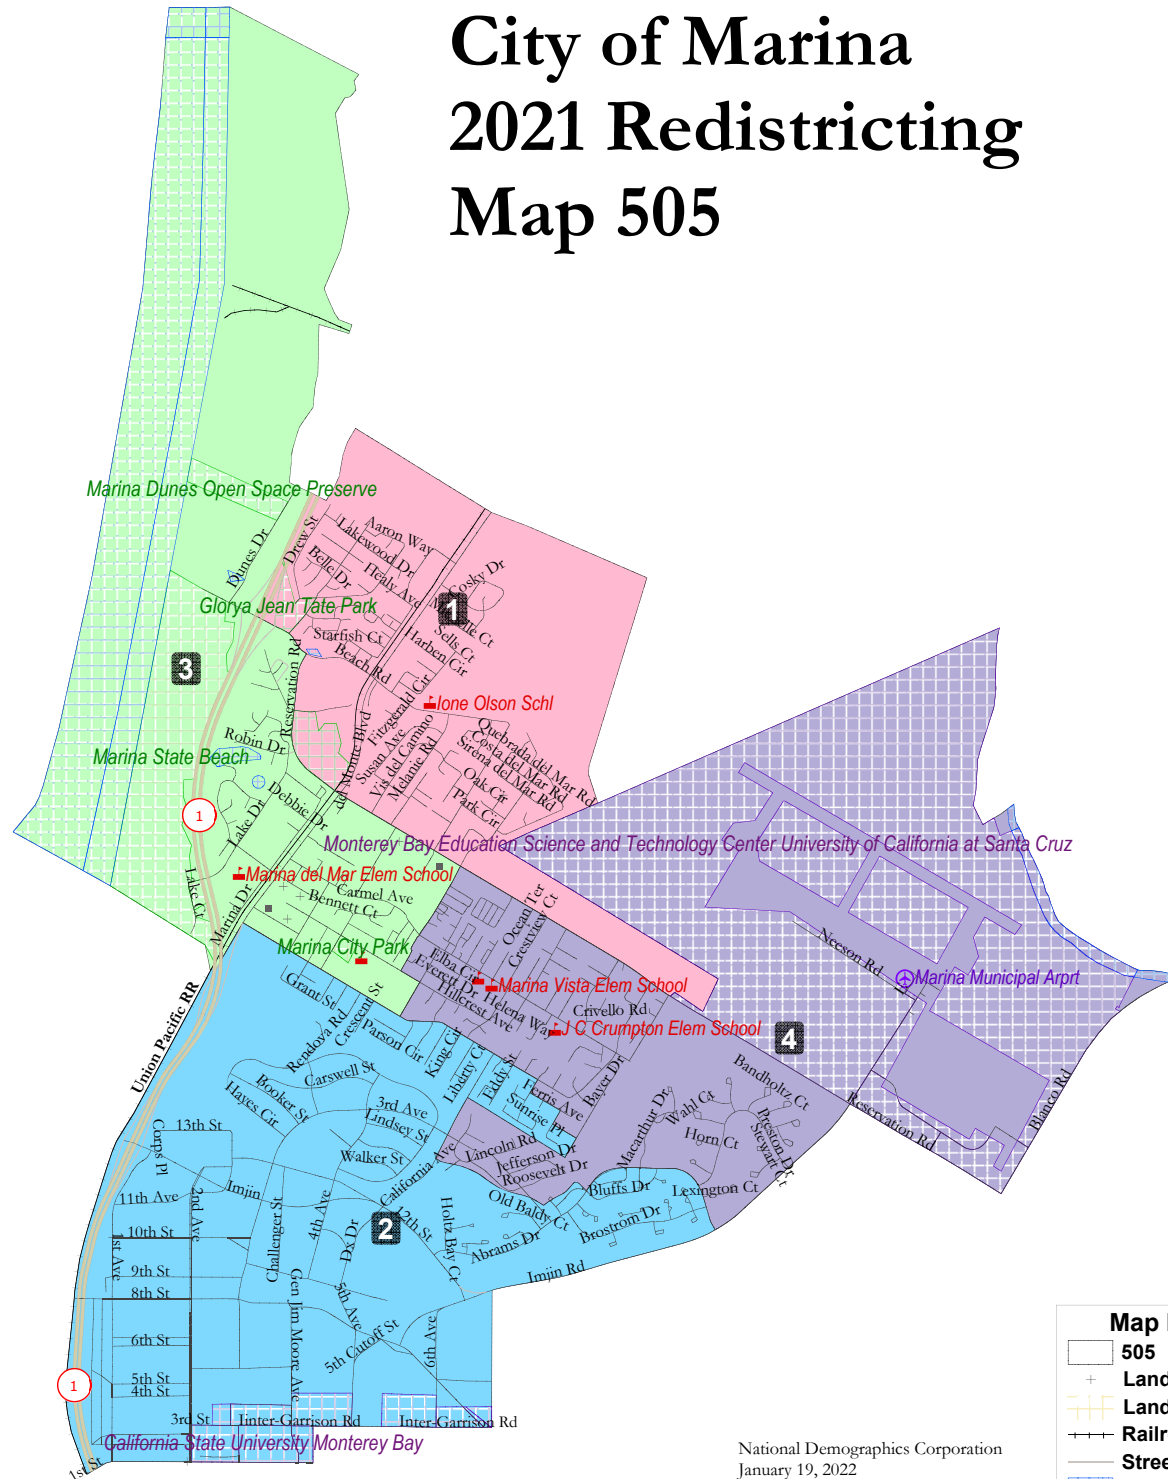 City of Marina
2021 Redistricting
Map 505
Marina Dunes Open Space Preserve
Dunes Dr
Drew St
Aaron Way
Lakewood Dr
Belle Dr
Healy Ave
Cosky Dr
1
Glorya Jean Tate Park
Starfish Ct
Beach Rd
Sells Ct
Harben Cir
3
Reservation Rd
Ione Olson Schl
Fitzgerald Cir
Robin Dr
del Monte Blvd
Susan Ave
Vis del Camino
Melanie Rd
Quebrada del Mar Rd
Costa del Mar Rd
Sirena del Mar Rd
Oak Cir
Park Cir
Marina State Beach
Debbie Dr
Lake Dr
1
Monterey Bay Education Science and Technology Center University of California at Santa Cruz
Marina del Mar Elem School
Lake Ct
Marina Dr
Carmel Ave
Bennett Ct
Ocean Ter
Crestview Ct
Marina City Park
Neeson Rd
Marina Municipal Arprt
Elba Cir
Everett Dr
Hillcrest Ave
Helena Way
Marina Vista Elem School
Crivello Rd
J C Crumpton Elem School
4
Grant St
Rendova Rd
Crescent St
Parson Cir
King Cir
Liberty Ct
Eddy St
Ferris Ave
Sunrise Pl
Bayer Dr
Union Pacific RR
Booker St
Hayes Cir
Carswell St
3rd Ave
Lindsey St
Walker St
California Ave
Lincoln Rd
Jefferson Dr
Roosevelt Dr
Macarthur Dr
Wahl Ct
Horn Ct
Bandholtz Ct
Preston Dr
Stewart Ct
Lexington Ct
Reservation Rd
Blanco Rd
13th St
Corps Pl
11th Ave
Imjin
2nd Ave
10th St
1st Ave
9th St
8th St
6th St
5th St
4th St
3rd St
1st St
Challenger St
4th Ave
Dx Dr
2
12th St
Holtz Bay Ct
Old Baldy Ct
Abrams Dr
Bluffs Dr
Brostrom Dr
Imjin Rd
Gen Jim Moore Ave
5th Ave
5th Cutoff St
6th Ave
1
Iinter-Garrison Rd
Inter-Garrison Rd
California State University Monterey Bay
National Demographics Corporation
January 19, 2022
Map
505
Land
Land
Railr
Stree